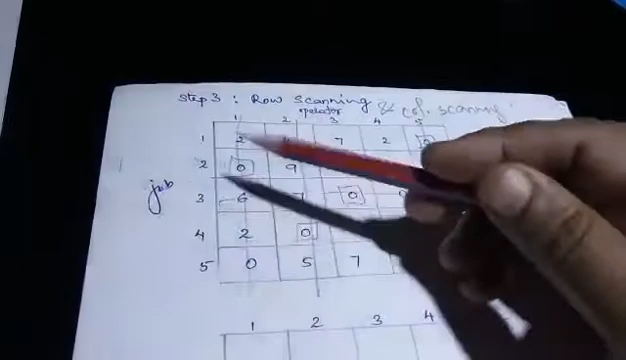 Step 3 : Row scanning & col. scanning
operator
1 2 3 4 5
1 2 7 2 0
2 0 9
job 3 6 0
4 2 0
5 0 5 7
1 2 3 4